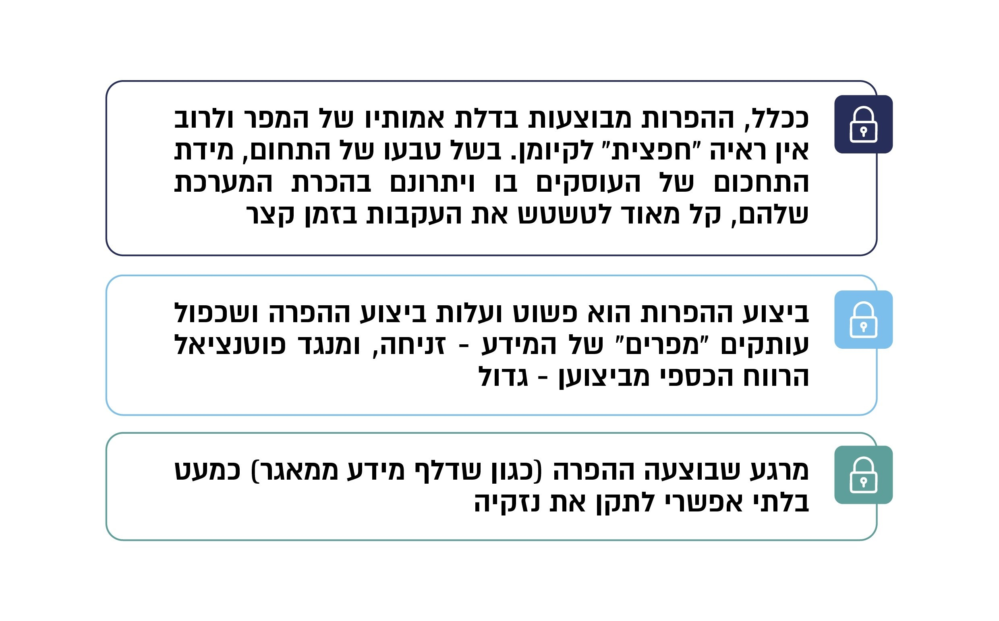 ככלל, ההפרות מבוצעות בדלת אמותיו של המפר ולרוב
אין ראיה "חפצית" לקיומן. בשל טבעו של התחום, מידת
התחכום של העוסקים בו ויתרונם בהכרת המערכת
שלהם, קל מאוד לטשטש את העקבות בזמן קצר
ביצוע ההפרות הוא פשוט ועלות ביצוע ההפרה ושכפול
עותקים "מפרים" של המידע - זניחה, ומנגד פוטנציאל
הרווח הכספי מביצוען - גדול
מרגע שבוצעה ההפרה (כגון שדלף מידע ממאגר) כמעט
בלתי אפשרי לתקן את נזקיה